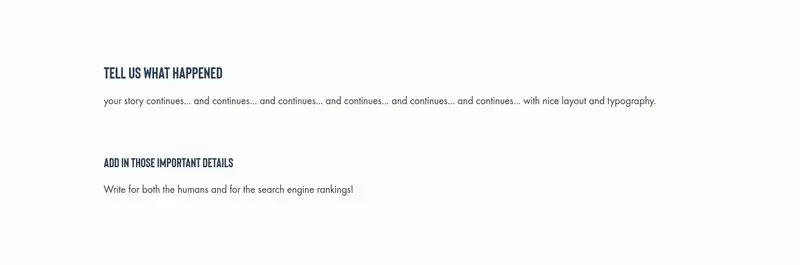 TELL US WHAT HAPPENED
your story continues... and continues... and continues... and continues... and continues... and continues... with nice layout and typography.
ADD IN THOSE IMPORTANT DETAILS
Write for both the humans and for the search engine rankings!